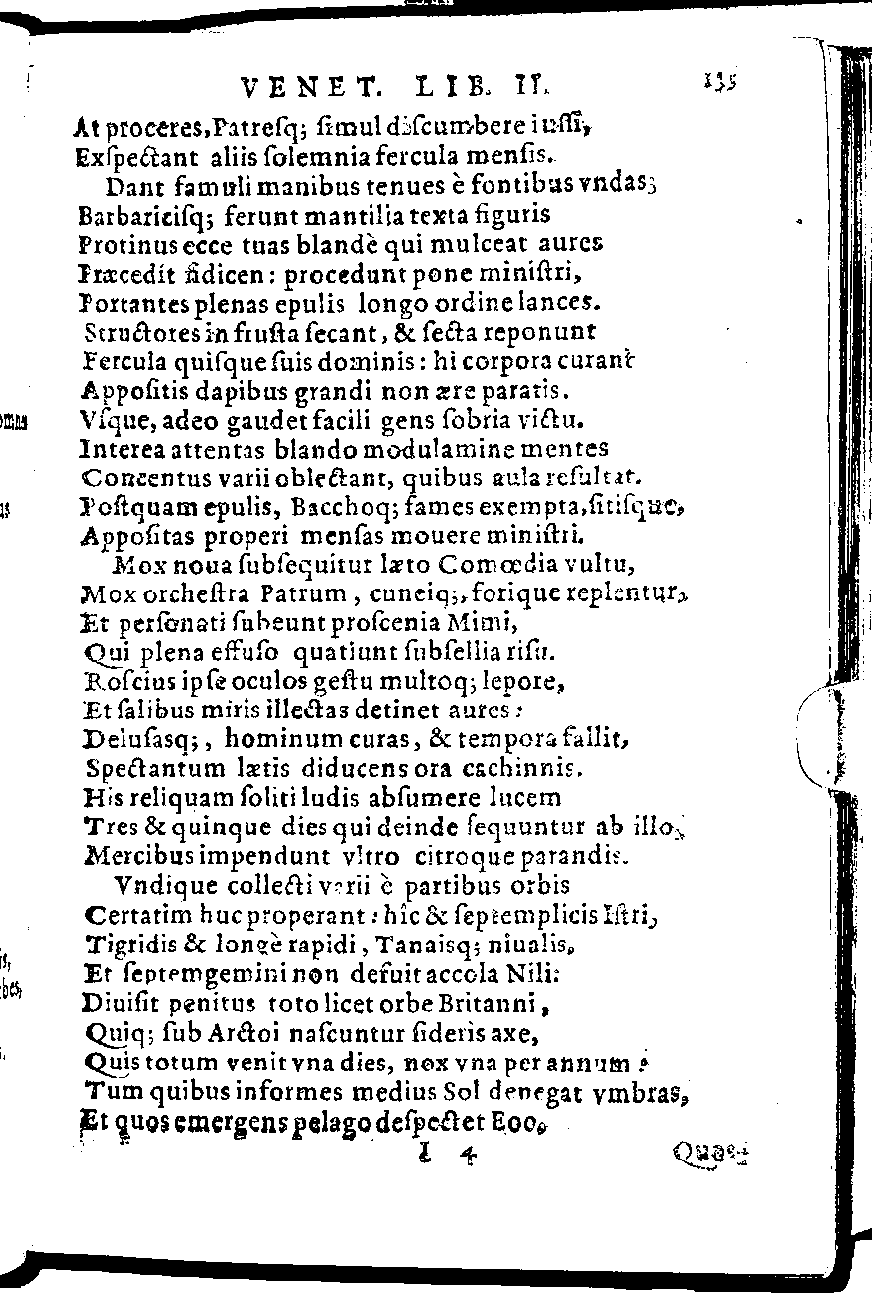 VENET. LIB. II. 135
At proceres, Patreſq; ſimul diſcumbere iuſſi,
Exſpectant aliis ſolemnia fercula menſis.
Dant famuli manibus tenues è fontibus vndas;
Barbariciſq; ferunt mantilia texta figuris
Protinus ecce tuas blandè qui mulceat aures
Præcedit fidicen: procedunt pone miniſtri,
Portantes plenas epulis longo ordine lances.
Structores in fruſta ſecant, & ſecta reponunt
Fercula quiſque ſuis dominis: hi corpora curant
Appoſitis dapibus grandi non ære paratis.
Vſque, adeo gaudet facili gens ſobria victu.
Interea attentas blando modulamine mentes
Concentus varii oblectant, quibus aula reſultat.
Poſtquam epulis, Bacchoq; fames exempta, ſitiſque,
Appoſitas properi menſas mouere miniſtri.
Mox noua ſubſequitur læto Comœdia vultu,
Mox orcheſtra Patrum, cuneiq;, forique replentur,
Et perſonati ſubeunt proſcenia Mimi,
Qui plena effuſo quatiunt ſubſellia riſu.
Roſcius ipſe oculos geſtu multoq; lepore,
Et ſalibus miris illectas detinet aures:
Deluſasq;, hominum curas, & tempora fallit,
Spectantum lætis diducens ora cachinnis.
His reliquam ſoliti ludis abſumere lucem
Tres & quinque dies qui deinde ſequuntur ab illo,
Mercibus impendunt vltro citroque parandis.
Vndique collecti varii è partibus orbis
Certatim huc properant: hîc & ſeptemplicis Iſtri,
Tigridis & longè rapidi, Tanaisq; niualis,
Et ſeptemgemini non defuit accola Nili:
Diuiſit penitus toto licet orbe Britanni,
Quiq; ſub Arctoi naſcuntur ſideris axe,
Quis totum venit vna dies, nox vna per annum:
Tum quibus informes medius Sol denegat vmbras,
Et quos emergens pelago deſpectet Eoo.
I 4 Quas